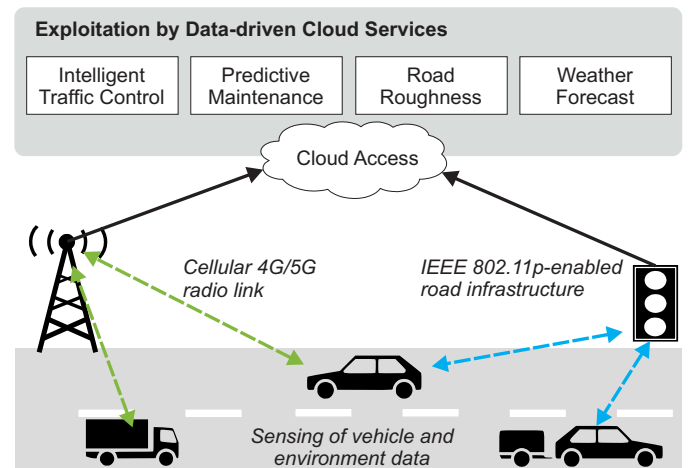 Exploitation by Data-driven Cloud Services
Intelligent
Traffic Control
Predictive
Maintenance
Road
Roughness
Weather
Forecast
Cloud Access
Cellular 4G/5G
radio link
IEEE 802.11p-enabled
road infrastructure
Sensing of vehicle and
environment data